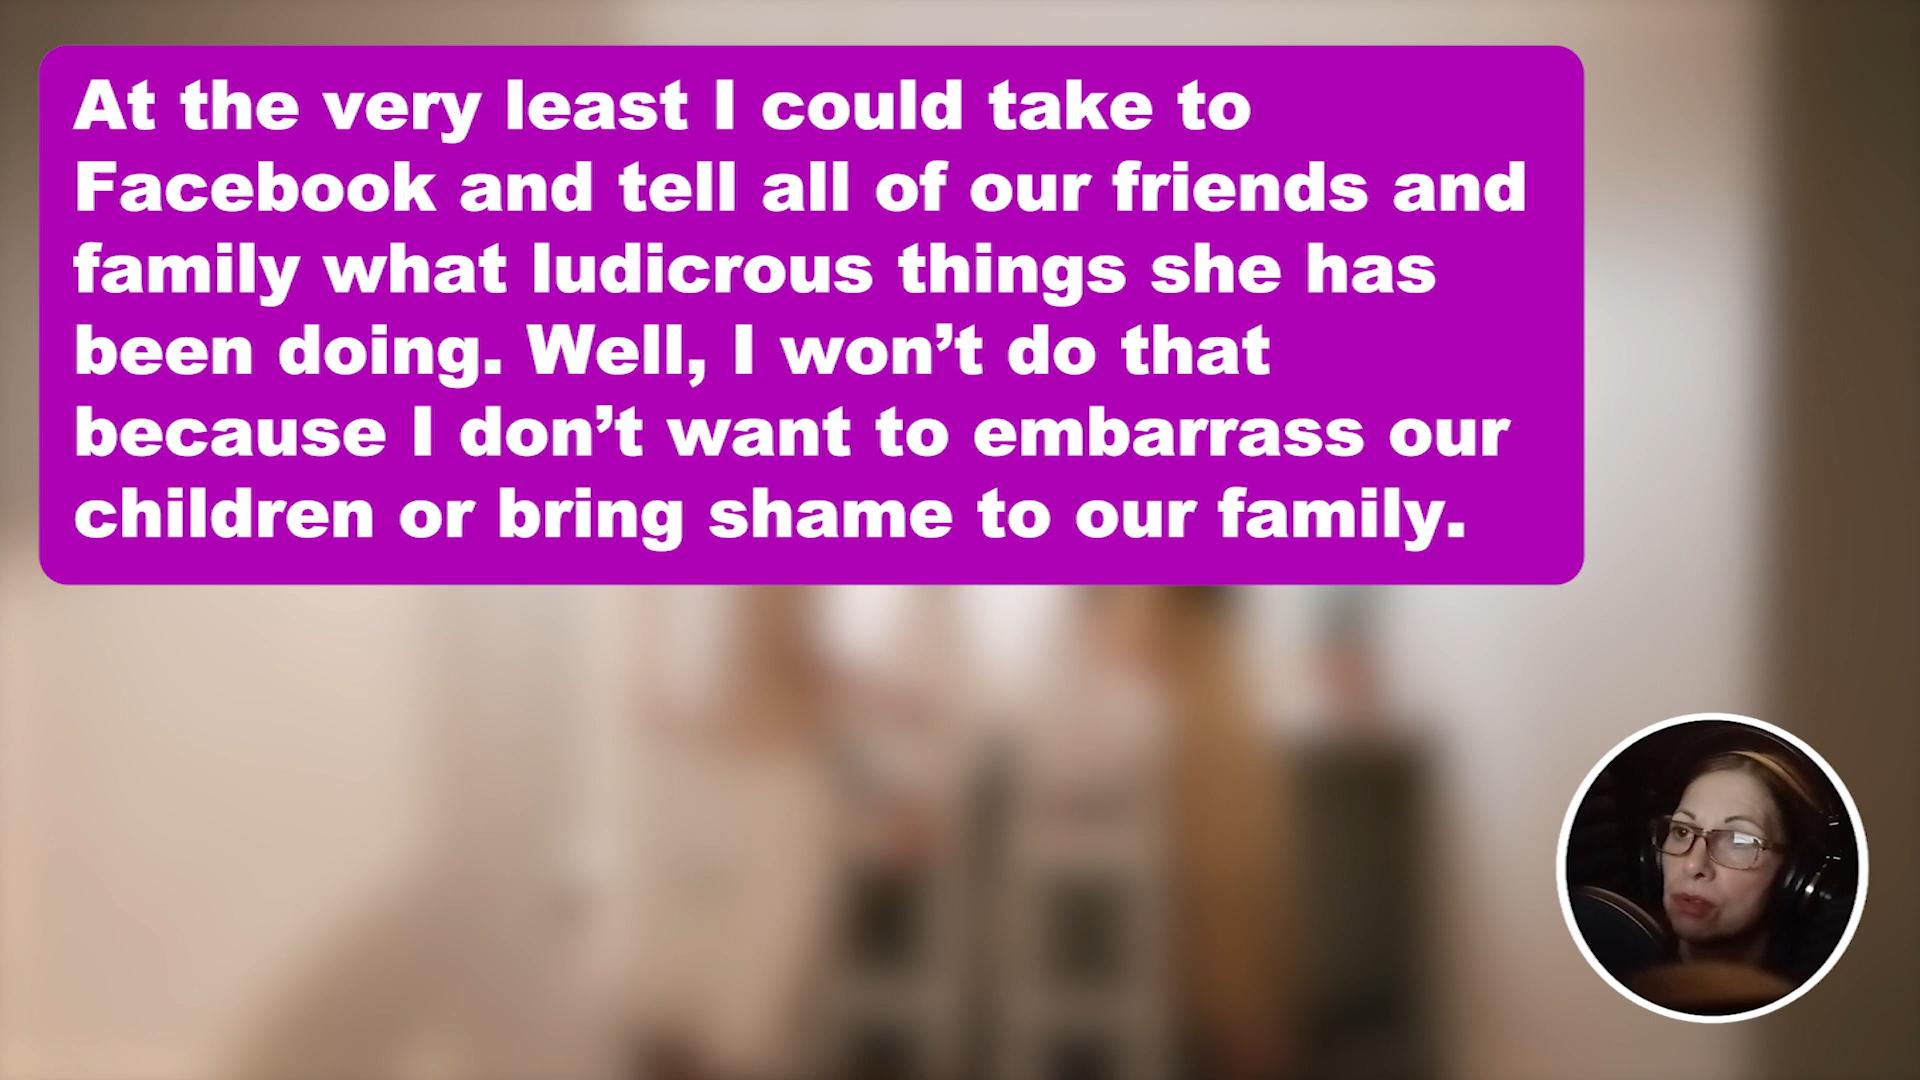 At the very least I could take to
Facebook and tell all of our friends and
family what ludicrous things she has
been doing. Well, I won’t do that
because I don’t want to embarrass our
children or bring shame to our family.